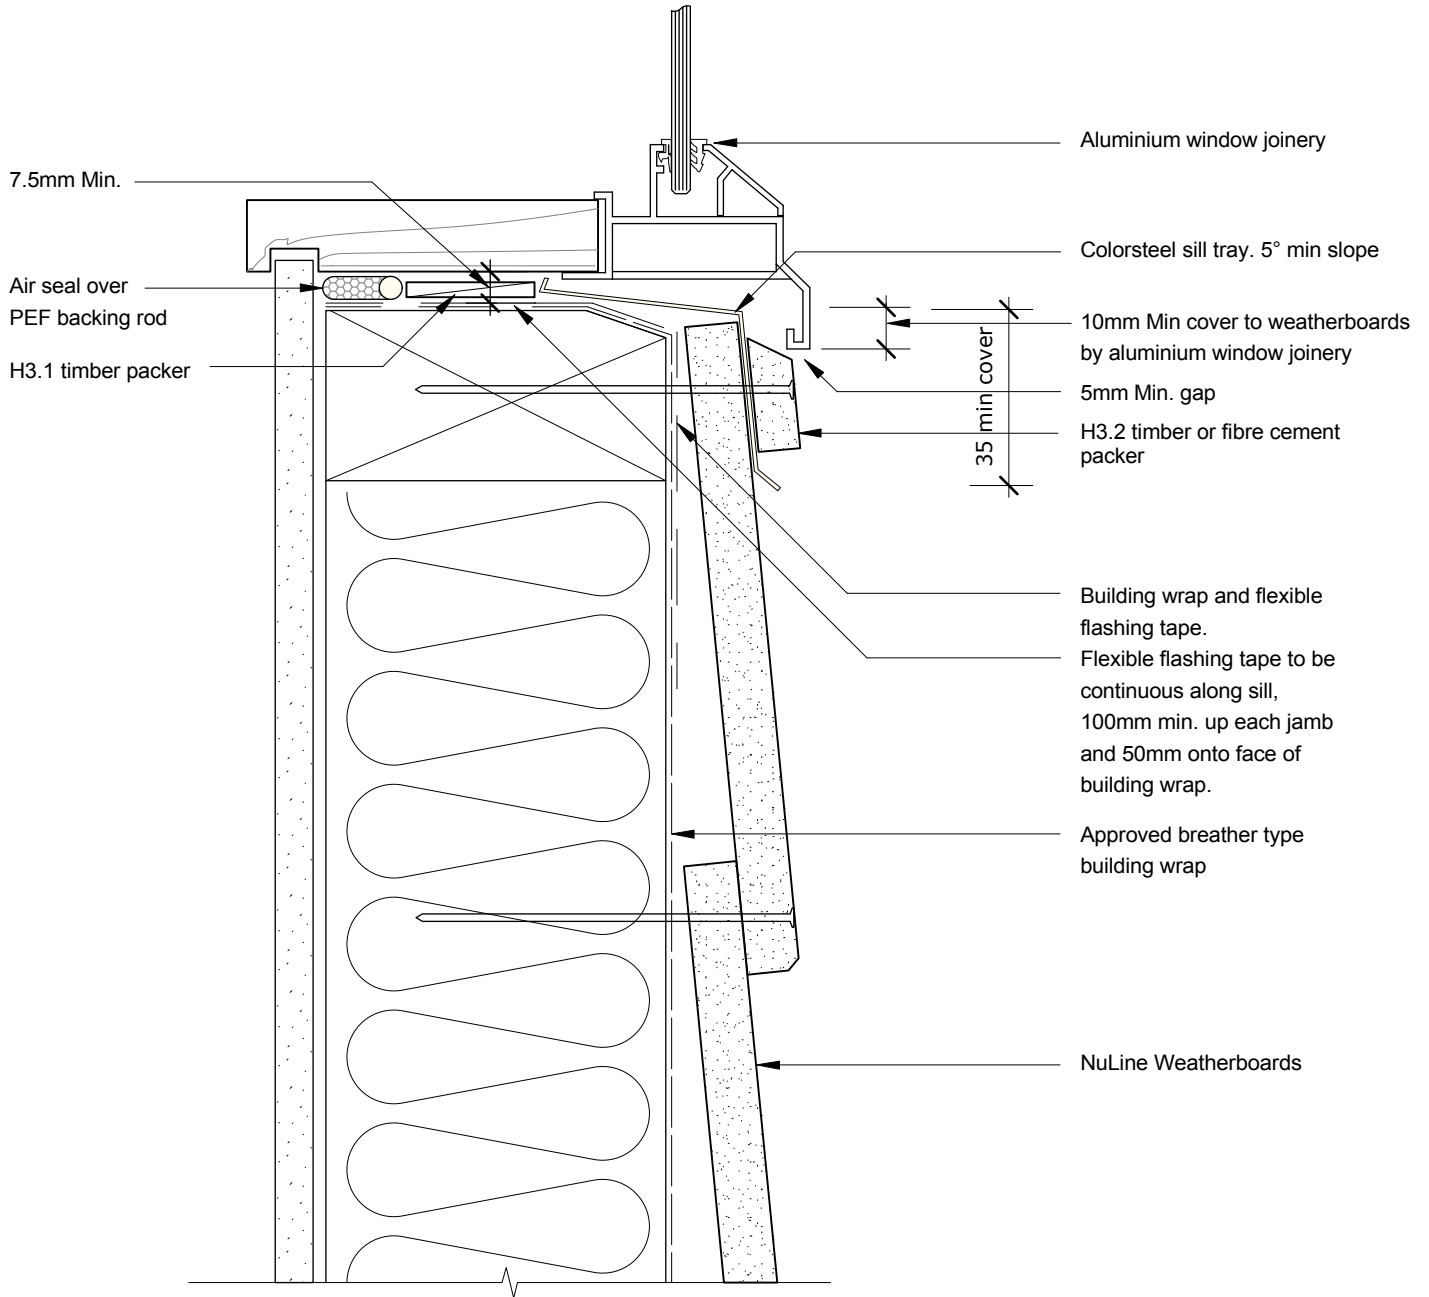 7.5mm Min.
Air seal over
PEF backing rod
H3.1 timber packer
Aluminium window joinery
Colorsteel sill tray. 5° min slope
10mm Min cover to weatherboards
by aluminium window joinery
35 min cover
5mm Min. gap
H3.2 timber or fibre cement
packer
Building wrap and flexible
flashing tape.
Flexible flashing tape to be
continuous along sill,
100mm min. up each jamb
and 50mm onto face of
building wrap.
Approved breather type
building wrap
NuLine Weatherboards